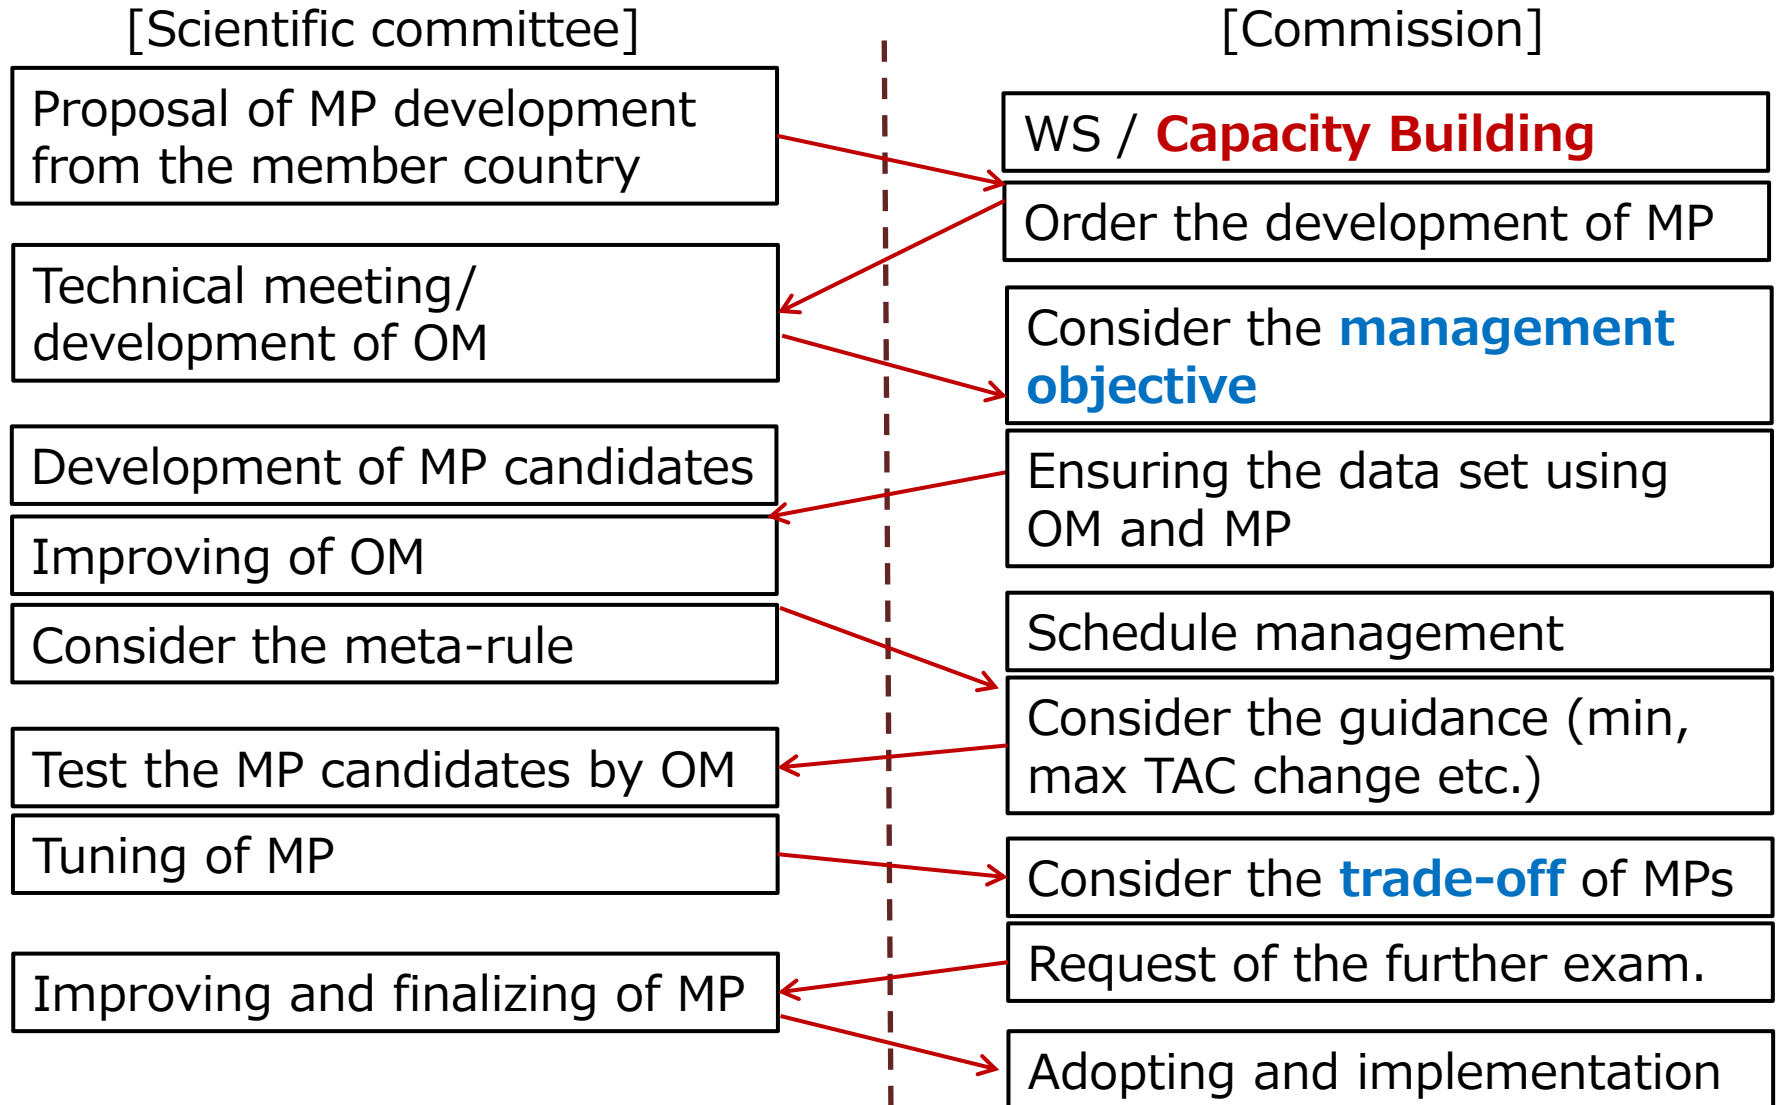 [Scientific committee]
Proposal of MP development
from the member country
Technical meeting/
development of OM
Development of MP candidates
Improving of OM
Consider the meta-rule
Test the MP candidates by OM
Tuning of MP
Improving and finalizing of MP
[Commission]
WS / Capacity Building
Order the development of MP
Consider the management
objective
Ensuring the data set using
OM and MP
Schedule management
Consider the guidance (min,
max TAC change etc.)
Consider the trade-off of MPs
Request of the further exam.
Adopting and implementation